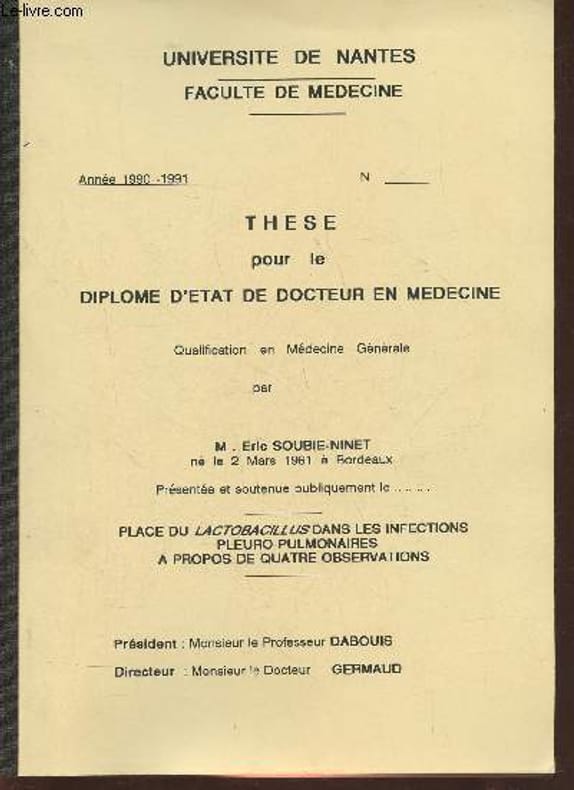 Le-livre.com
UNIVERSITE DE NANTES
FACULTE DE MEDECINE
Année 1990-1991 N
THESE
pour le
DIPLOME D'ETAT DE DOCTEUR EN MEDECINE
Qualification en Médecine Générale
par
M. Eric SOUBIE-NINET
né le 2 Mars 1961 à Bordeaux
Présentée et soutenue publiquement le .......
PLACE DU LACTOBACILLUS DANS LES INFECTIONS
PLEURO PULMONAIRES
A PROPOS DE QUATRE OBSERVATIONS
Président : Monsieur le Professeur DABOUIS
Directeur : Monsieur le Docteur GERMAUD